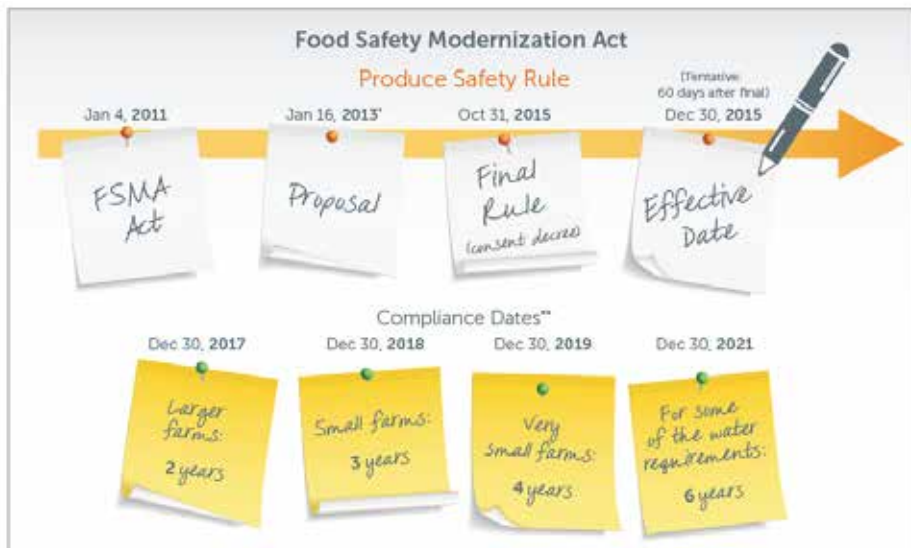 Food Safety Modernization Act
Produce Safety Rule
Jan 4, 2011
FSMA
Act
Jan 16, 2013*
Proposal
Oct 31, 2015
Final
Rule
(consent decree)
(Tentative:
60 days after final)
Dec 30, 2015
Effective
Date
Compliance Dates**
Dec 30, 2017
Larger
farms:
2 years
Dec 30, 2018
Small farms:
3 years
Dec 30, 2019
Very
small farms:
4 years
Dec 30, 2021
For some
of the water
requirements:
6 years